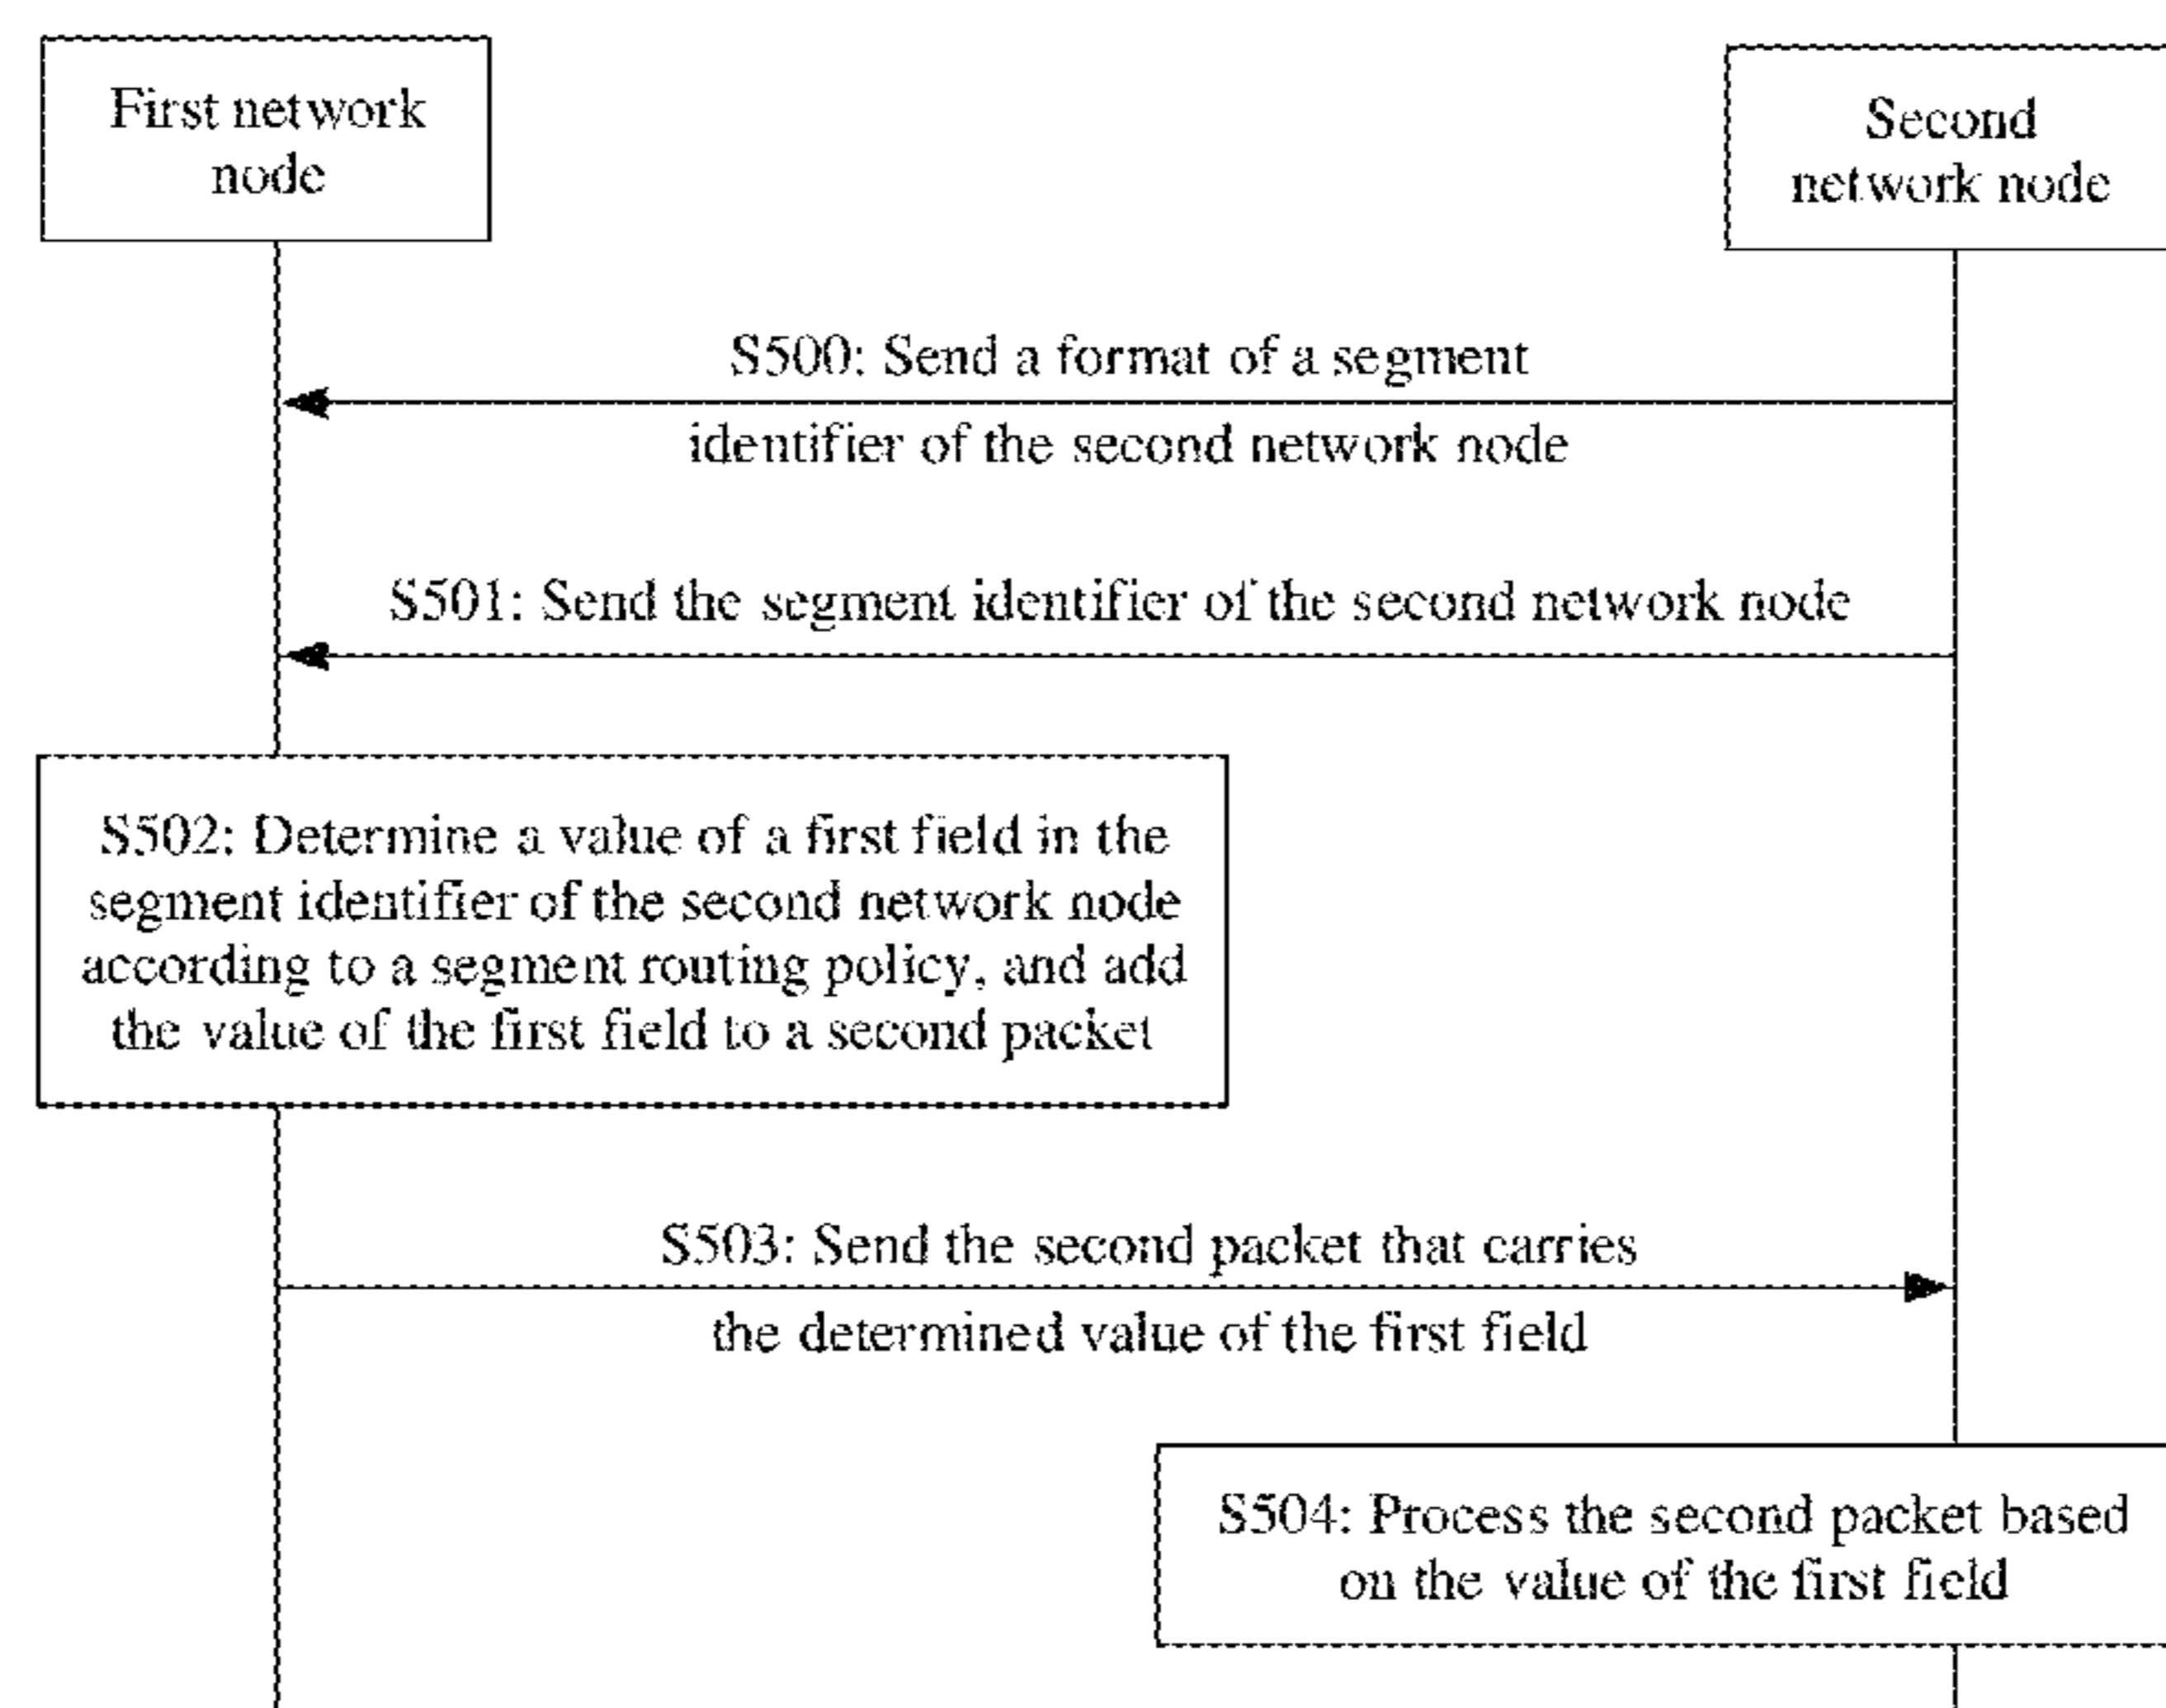 First network
node
Second
network node
S500: Send a format of a segment
identifier of the second network node
S501: Send the segment identifier of the second network node
S502: Determine a value of a first field in the
segment identifier of the second network node
according to a segment routing policy, and add
the value of the first field to a second packet
S503: Send the second packet that carries
the determined value of the first field
S504: Process the second packet based
on the value of the first field